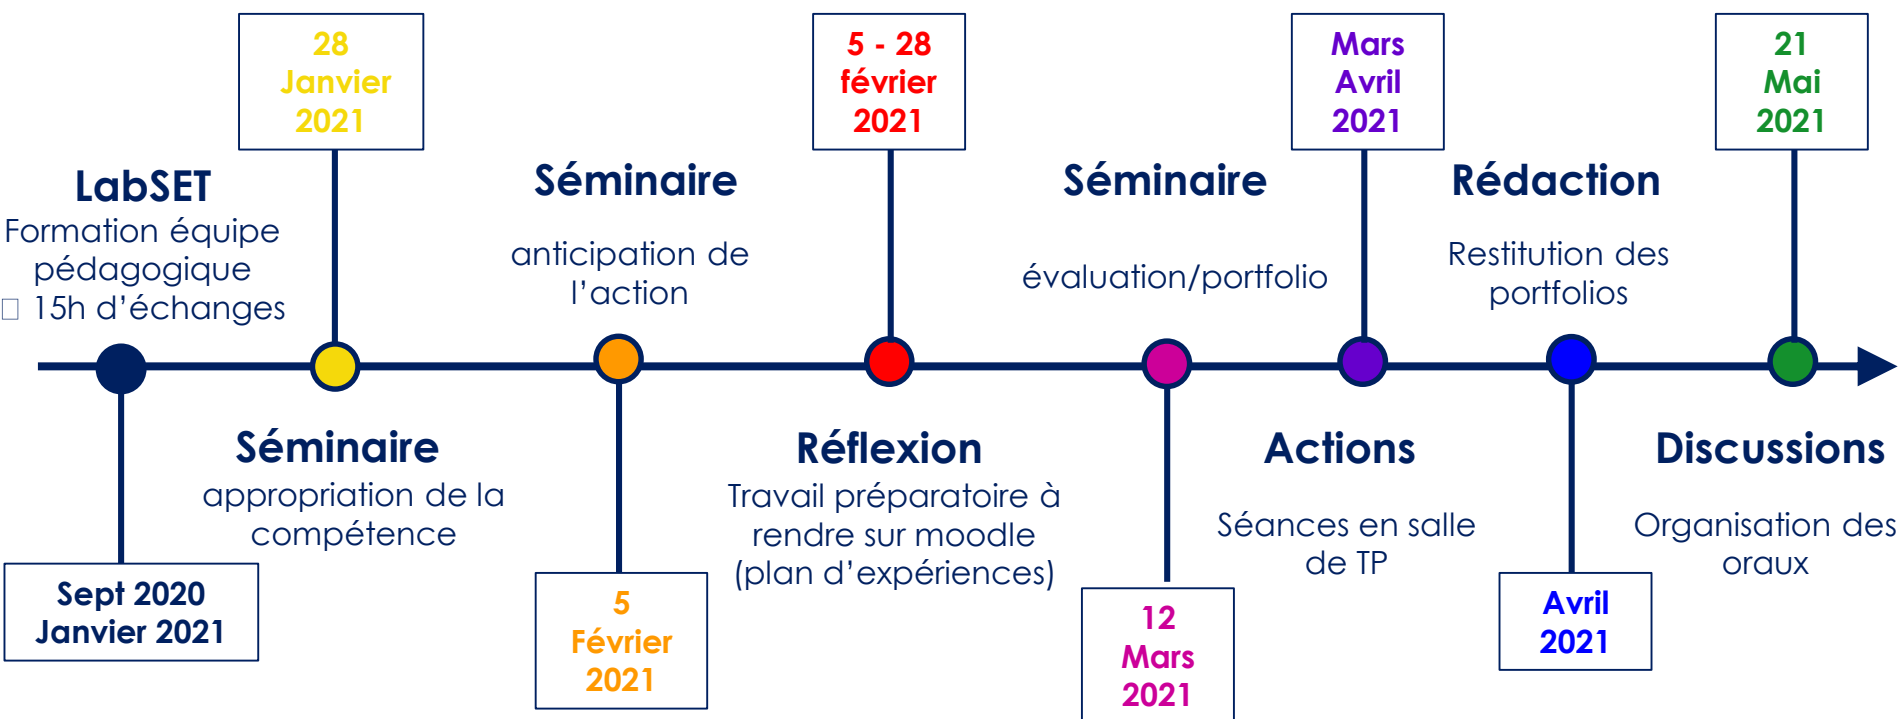 LabSET
Formation équipe
pédagogique
15h d’échanges
Sept 2020
Janvier 2021
28
Janvier
2021
Séminaire
appropriation de la
compétence
Séminaire
anticipation de
l’action
5
Février
2021
5 - 28
février
2021
Réflexion
Travail préparatoire à
rendre sur moodle
(plan d’expériences)
Séminaire
évaluation/portfolio
12
Mars
2021
Mars
Avril
2021
Actions
Séances en salle
de TP
Rédaction
Restitution des
portfolios
Avril
2021
21
Mai
2021
Discussions
Organisation des
oraux